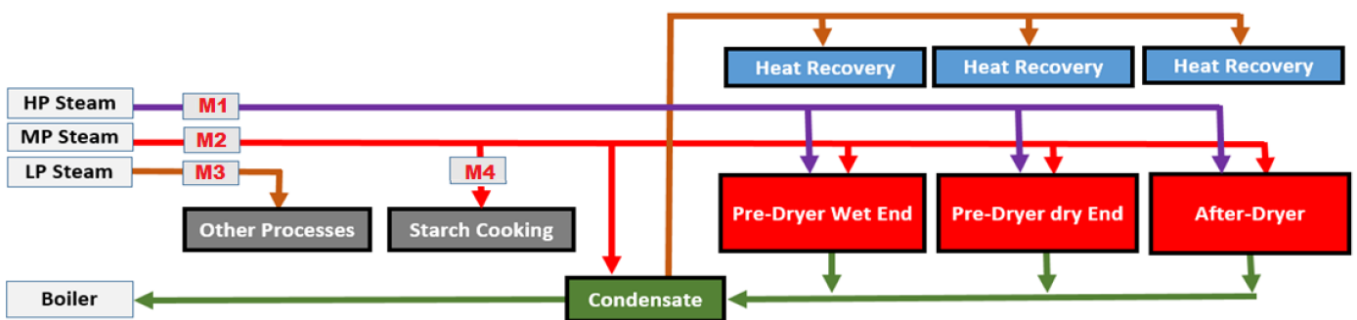 Heat Recovery
Heat Recovery
Heat Recovery
HP Steam
M1
MP Steam
M2
LP Steam
M3
M4
Other Processes
Starch Cooking
Pre-Dryer Wet End
Pre-Dryer dry End
After-Dryer
Boiler
Condensate